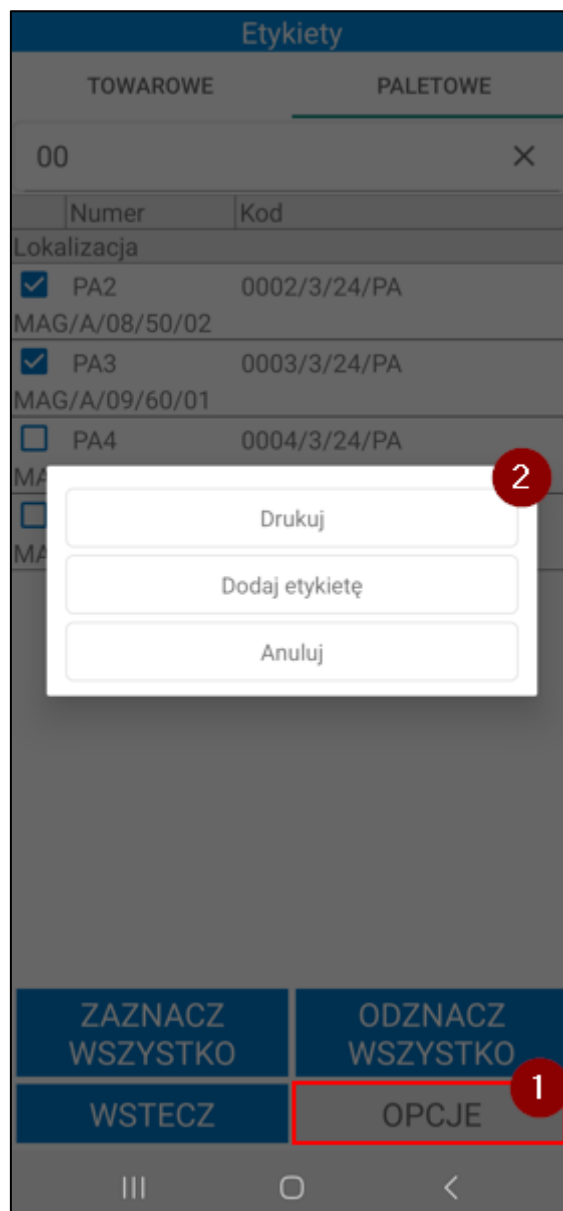 Etykiety
TOWAROWE PALETOWE
00
Numer Kod
Lokalizacja
PA2 0002/3/24/PA
MAG/A/08/50/02
PA3 0003/3/24/PA
MAG/A/09/60/01
PA4 0004/3/24/PA
MA
2
Drukuj
MA
Dodaj etykietę
Anuluj
ZAZNACZ WSZYSTKO
ODZNACZ WSZYSTKO
1
WSTECZ OPCJE